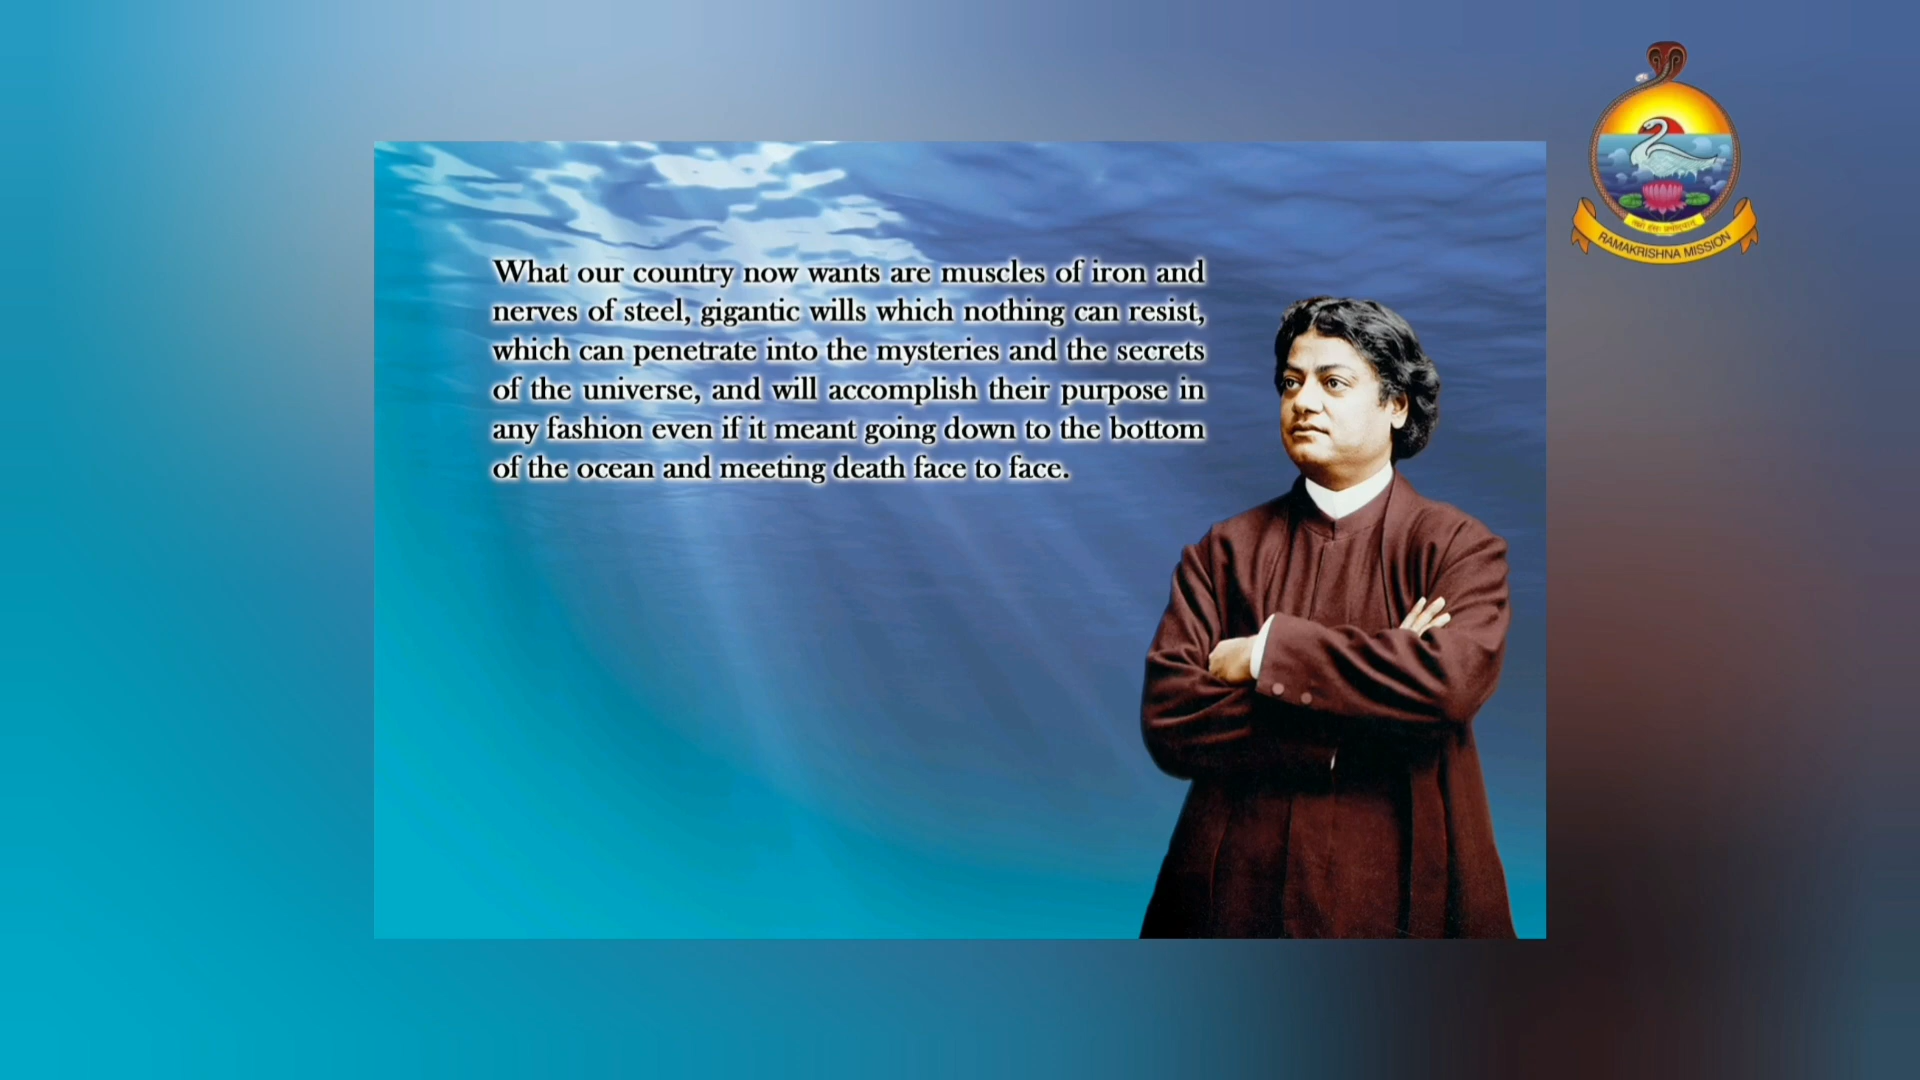 What our country now wants are muscles of iron and
nerves of steel, gigantic wills which nothing can resist,
which can penetrate into the mysteries and the secrets
of the universe, and will accomplish their purpose in
any fashion even if it meant going down to the bottom
of the ocean and meeting death face to face.
RAMAKRISHNA MISSION